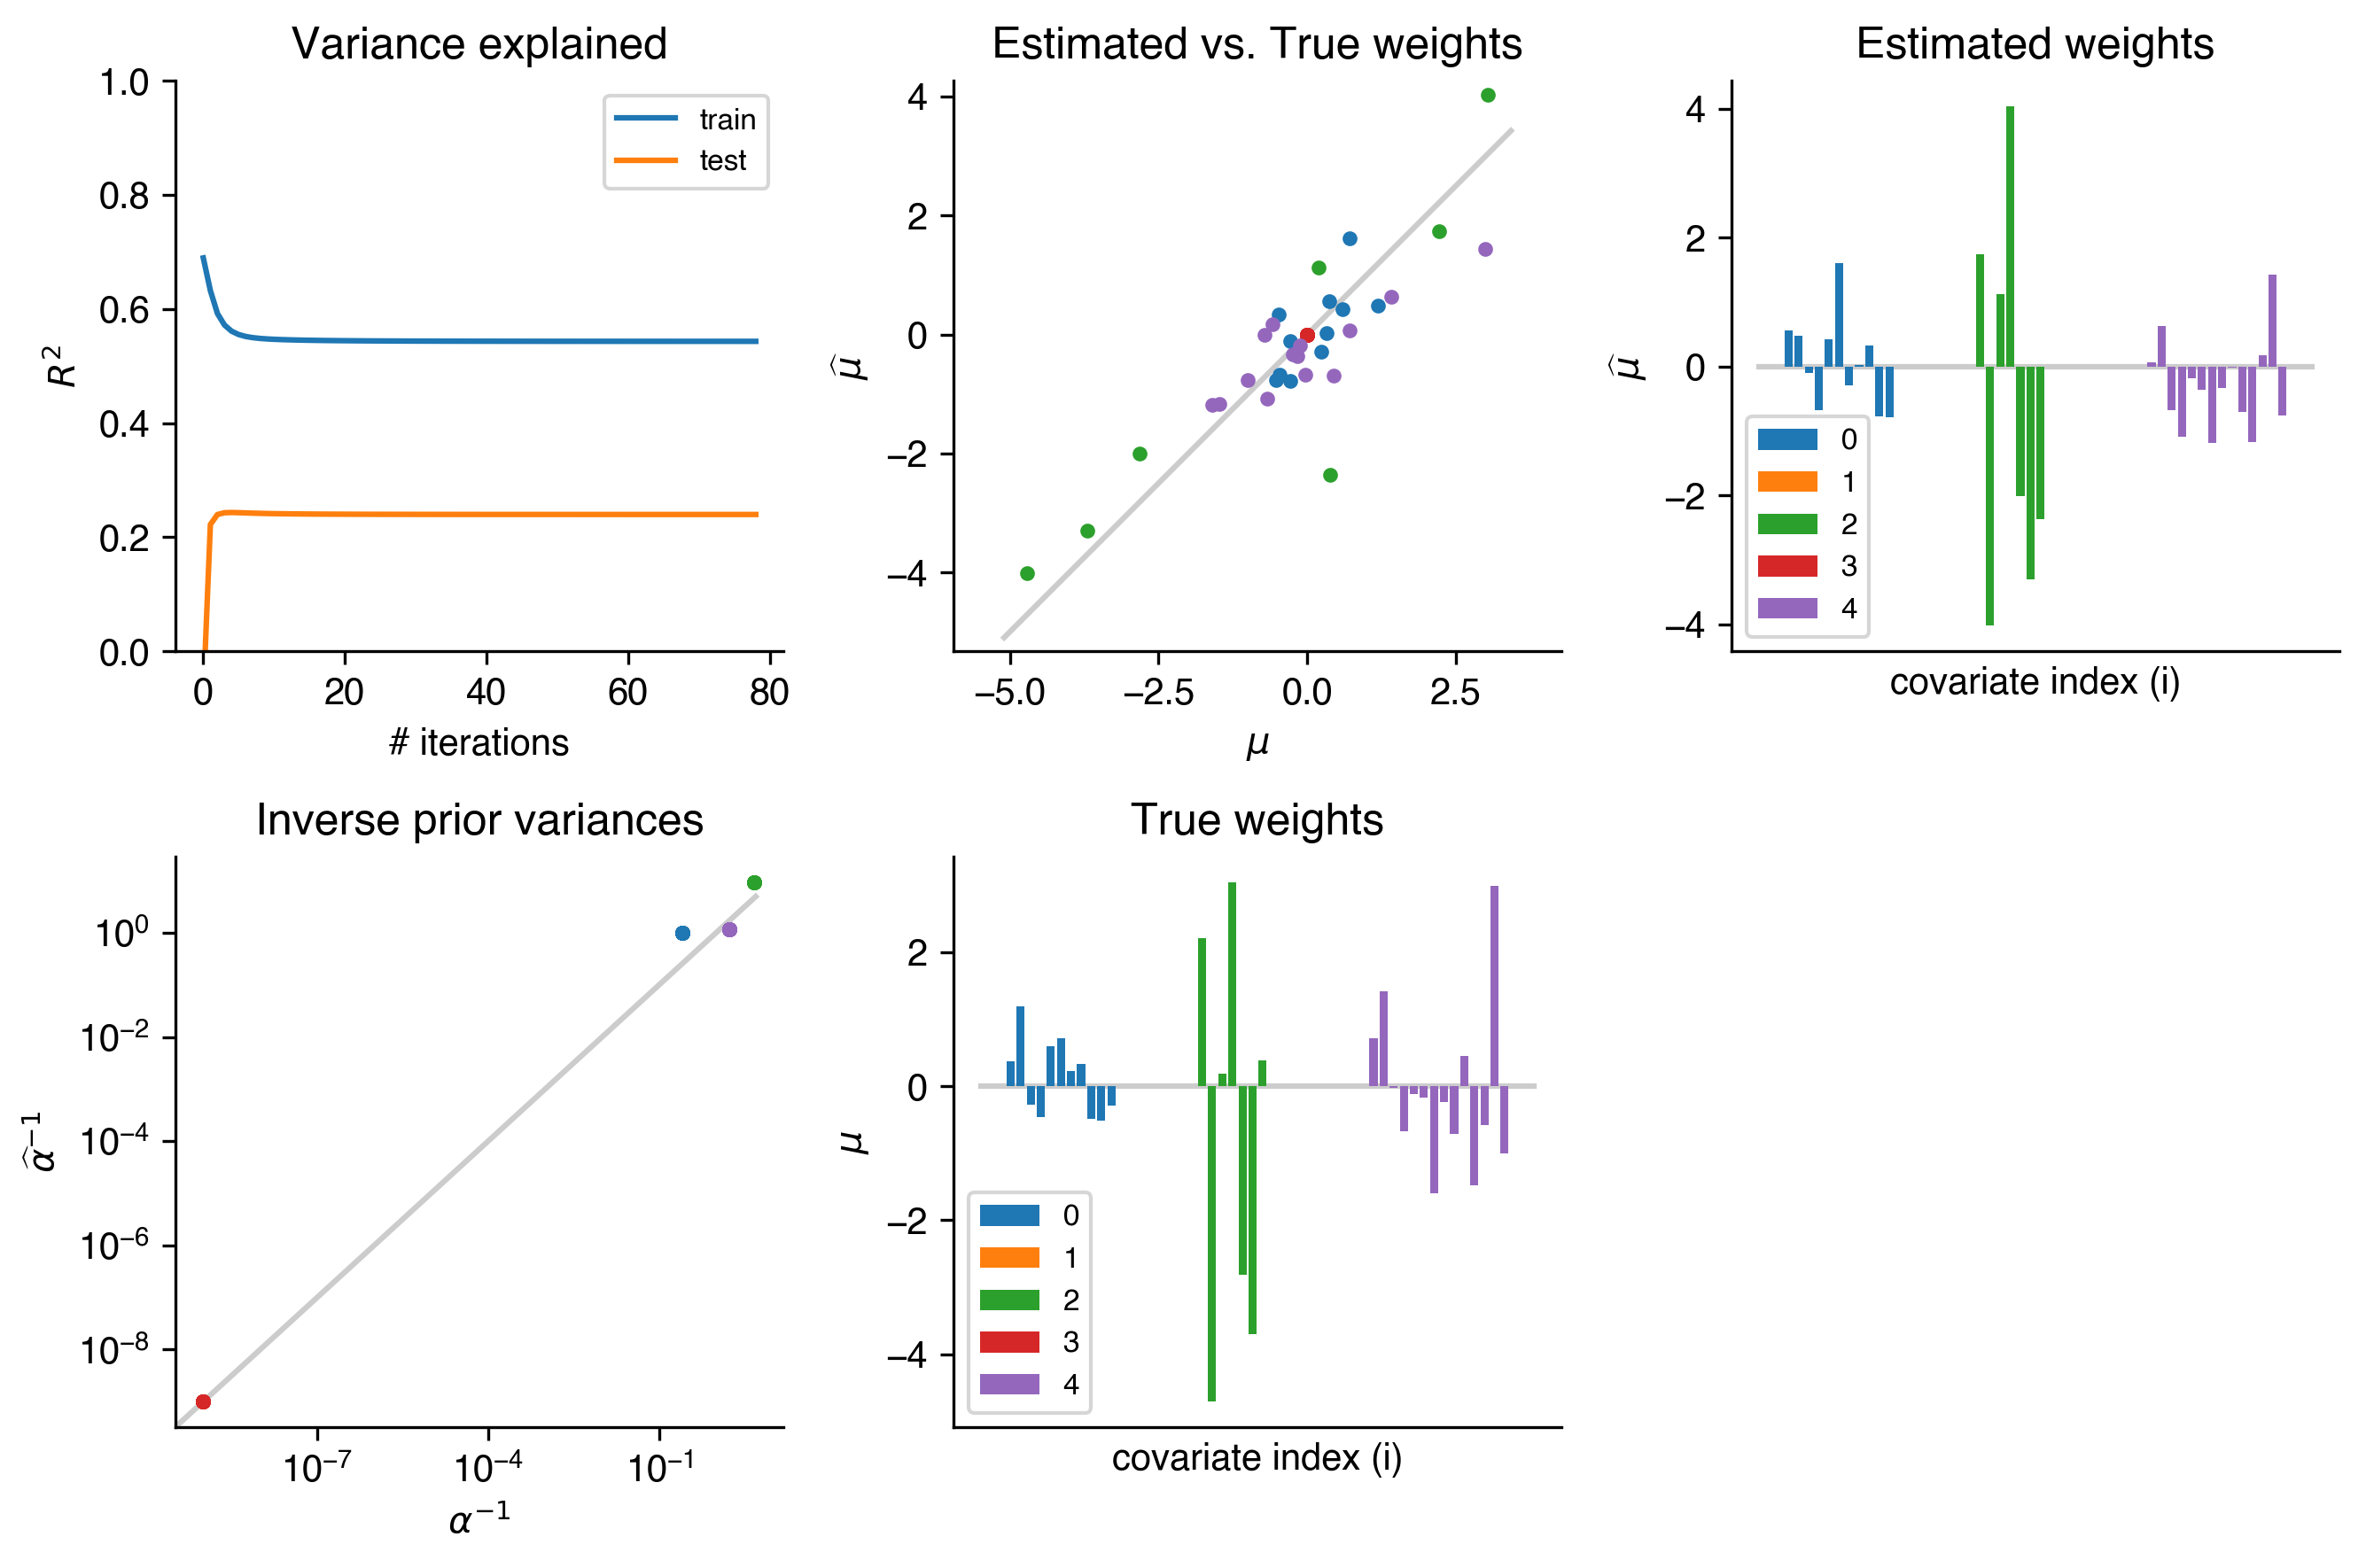 Variance explained
1.0
0.8
0.6
0.4
0.2
0.0
R²
0 20 40 60 80
# iterations
train
test
Estimated vs. True weights
4
2
0
−2
−4
μ̂
−5.0 −2.5 0.0 2.5
μ
Estimated weights
4
2
0
−2
−4
μ̂
0
1
2
3
4
covariate index (i)
Inverse prior variances
10⁰
10⁻²
10⁻⁴
10⁻⁶
10⁻⁸
α̂⁻¹
10⁻⁷ 10⁻⁴ 10⁻¹
α⁻¹
True weights
2
0
−2
−4
μ
0
1
2
3
4
covariate index (i)